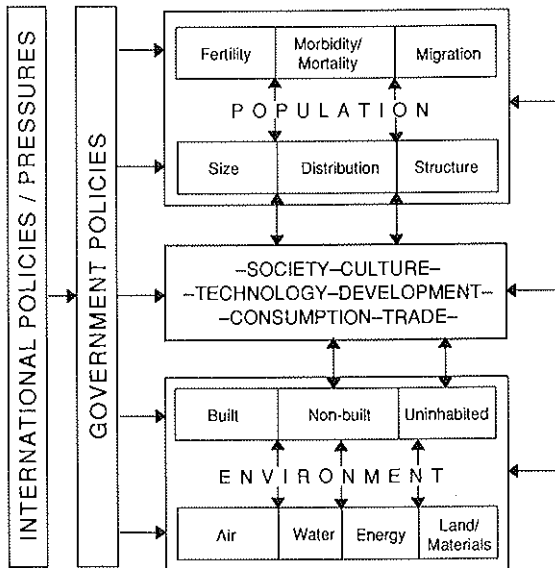 INTERNATIONAL POLICIES / PRESSURES
GOVERNMENT POLICIES
Fertility
Morbidity/
Mortality
Migration
POPULATION
Size
Distribution
Structure
–SOCIETY–CULTURE–
–TECHNOLOGY–DEVELOPMENT–
–CONSUMPTION–TRADE–
Built
Non-built
Uninhabited
ENVIRONMENT
Air
Water
Energy
Land/
Materials